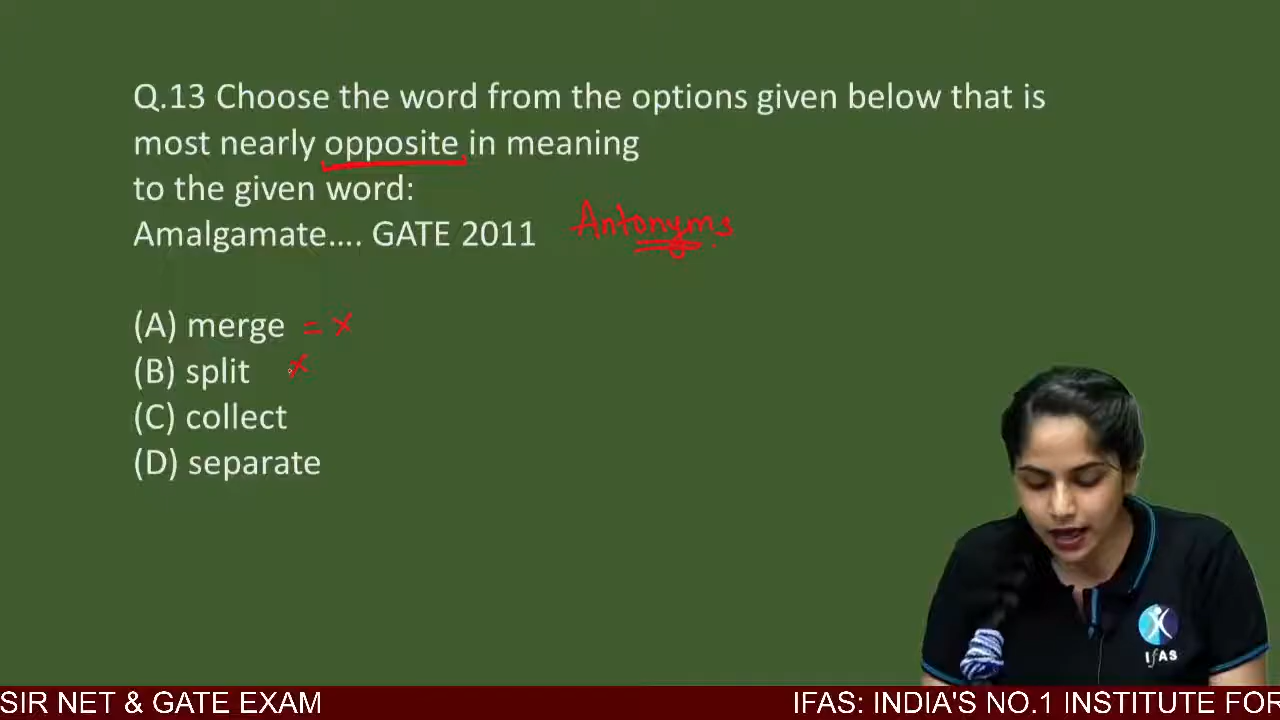 Q.13 Choose the word from the options given below that is
most nearly opposite in meaning
to the given word:
Amalgamate.... GATE 2011 Antonyms
(A) merge = x
(B) split x
(C) collect
(D) separate
IFAS
SIR NET & GATE EXAM IFAS: INDIA'S NO.1 INSTITUTE FOR